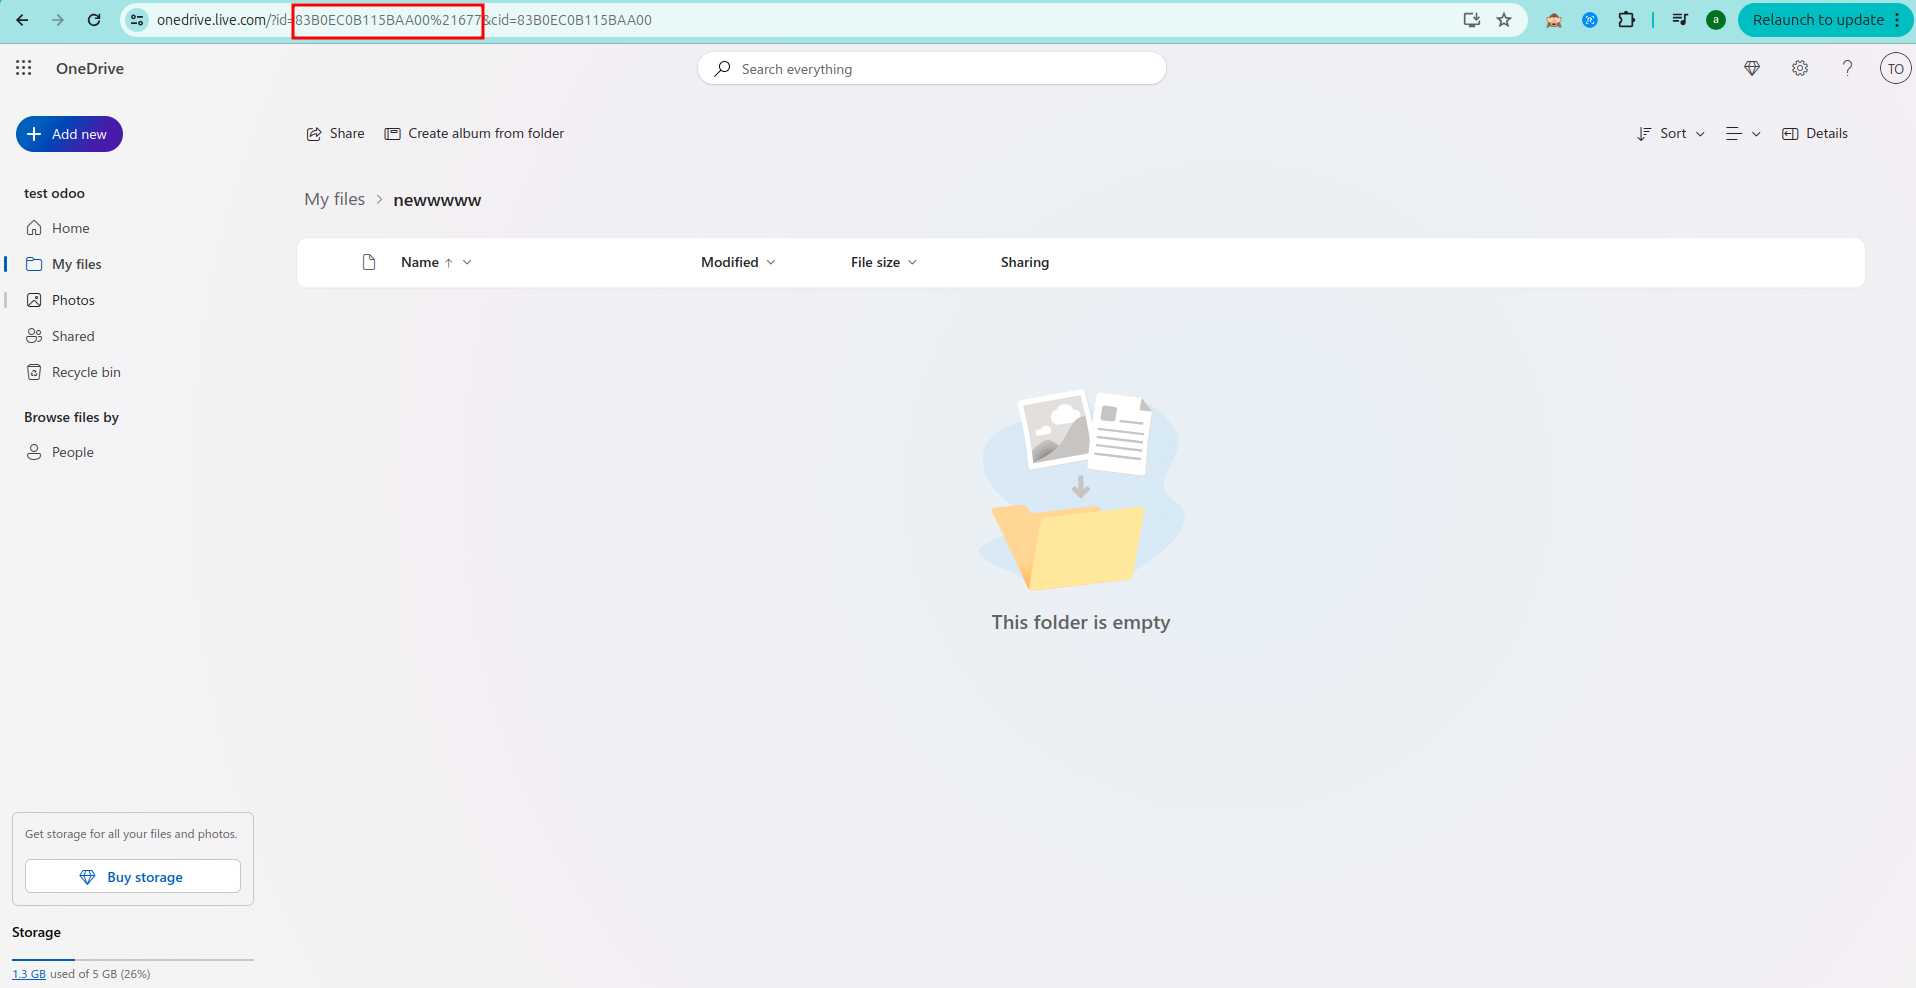 onedrive.live.com/?id=83B0EC0B115BAA00%21677&cid=83B0EC0B115BAA00
a
Relaunch to update
OneDrive
Search everything
TO
Add new
Share
Create album from folder
Sort
Details
test odoo
My files > newwwww
Home
My files
Name
Modified
File size
Sharing
Photos
Shared
Recycle bin
Browse files by
People
This folder is empty
Get storage for all your files and photos.
Buy storage
Storage
1.3 GB used of 5 GB (26%)